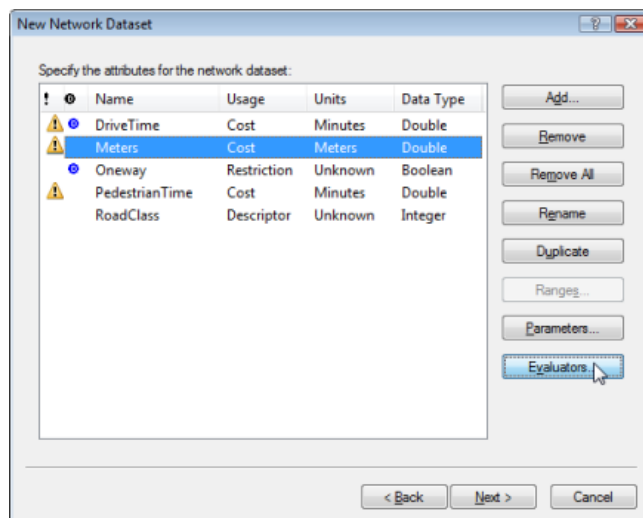 New Network Dataset
Specify the attributes for the network dataset:
! Name Usage Units Data Type
DriveTime Cost Minutes Double
Meters Cost Meters Double
Oneway Restriction Unknown Boolean
PedestrianTime Cost Minutes Double
RoadClass Descriptor Unknown Integer
Add...
Remove
Remove All
Rename
Duplicate
Ranges...
Parameters...
Evaluators...
< Back Next > Cancel